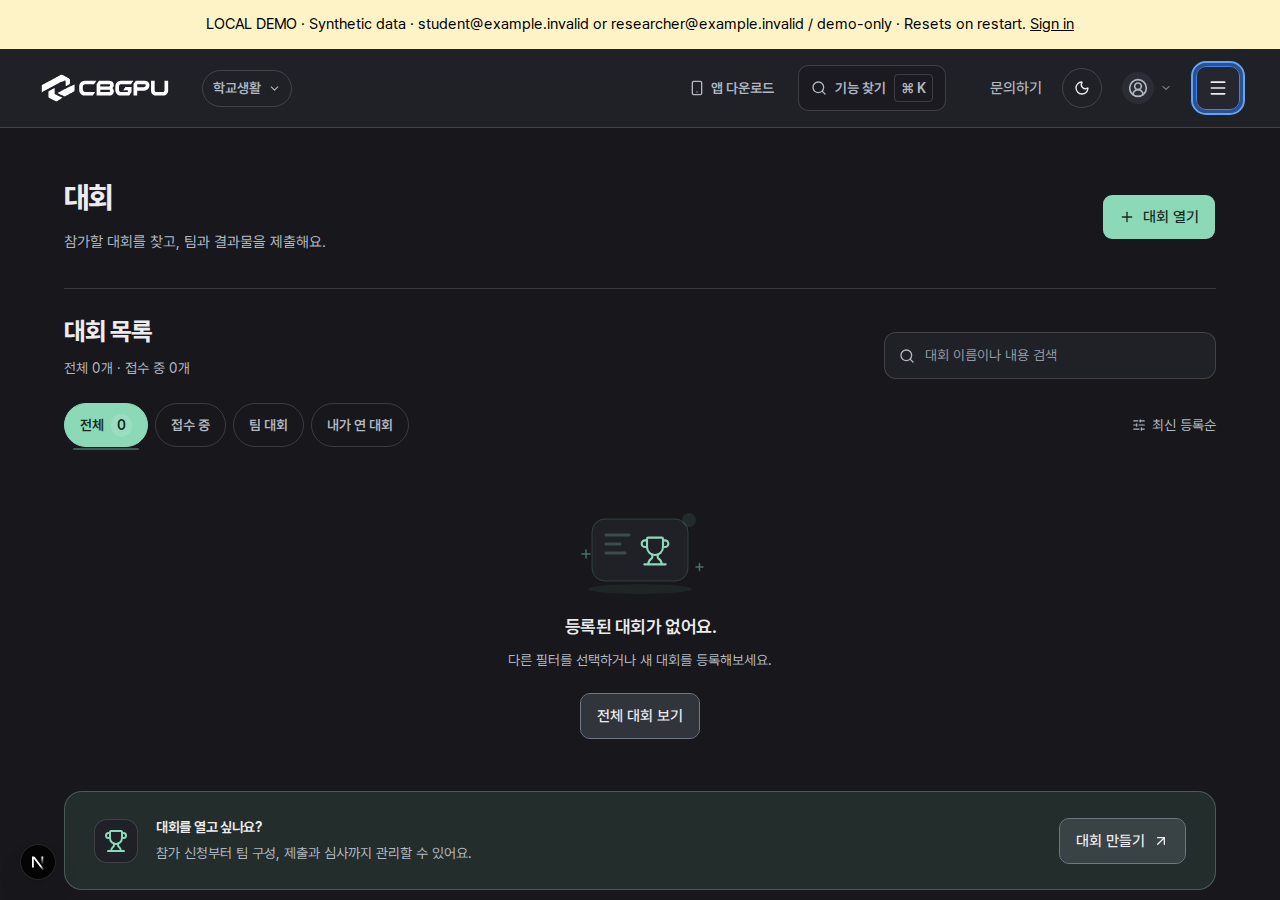 LOCAL DEMO · Synthetic data · student@example.invalid or researcher@example.invalid / demo-only · Resets on restart. Sign in
CBGPU
학교생활
앱 다운로드
기능 찾기
⌘ K
문의하기
대회
참가할 대회를 찾고, 팀과 결과물을 제출해요.
대회 열기
대회 목록
전체 0개 · 접수 중 0개
대회 이름이나 내용 검색
전체 0
접수 중
팀 대회
내가 연 대회
최신 등록순
등록된 대회가 없어요.
다른 필터를 선택하거나 새 대회를 등록해보세요.
전체 대회 보기
대회를 열고 싶나요?
참가 신청부터 팀 구성, 제출과 심사까지 관리할 수 있어요.
대회 만들기
N